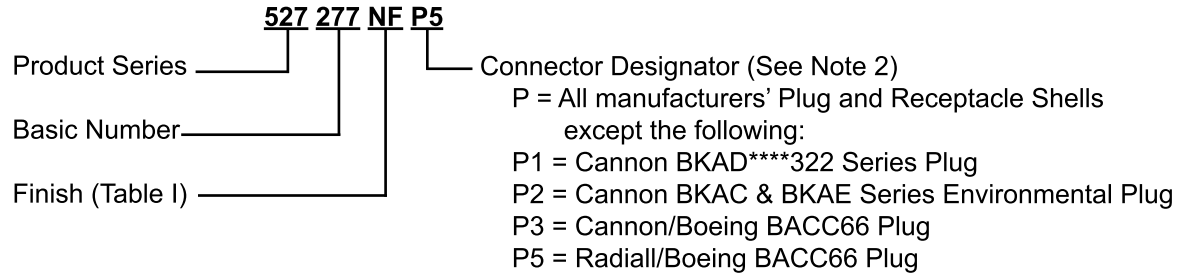 527 277 NF P5
Product Series
Connector Designator (See Note 2)
P = All manufacturers' Plug and Receptacle Shells
except the following:
Basic Number
P1 = Cannon BKAD****322 Series Plug
Finish (Table I)
P2 = Cannon BKAC & BKAE Series Environmental Plug
P3 = Cannon/Boeing BACC66 Plug
P5 = Radiall/Boeing BACC66 Plug